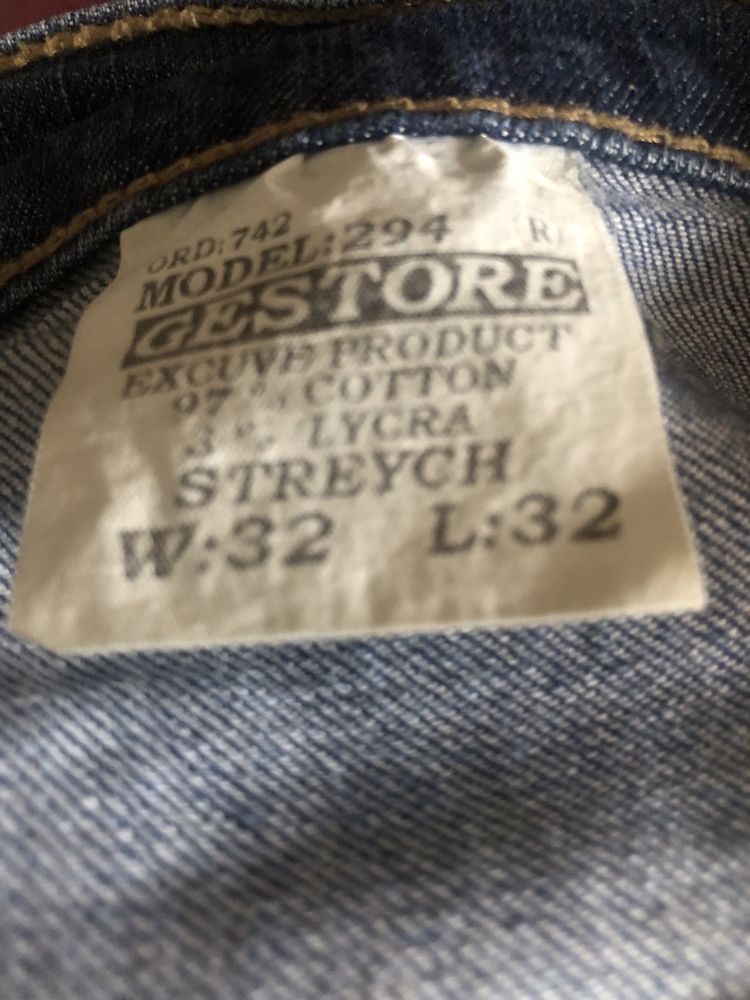 ORD:742
MODEL:294 (R)
GESTORE
EXCUVE PRODUCT
97 % COTTON
3 % LYCRA
STREYCH
W:32 L:32